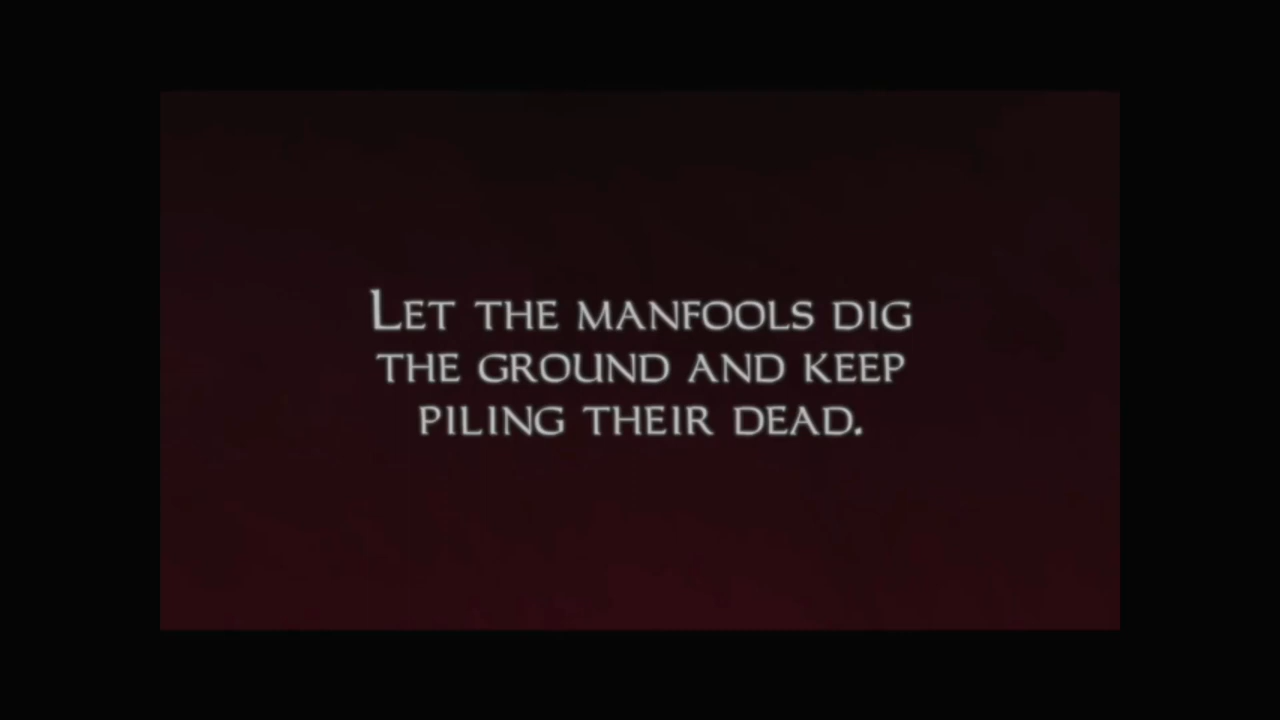 Let the manfools dig
the ground and keep
piling their dead.